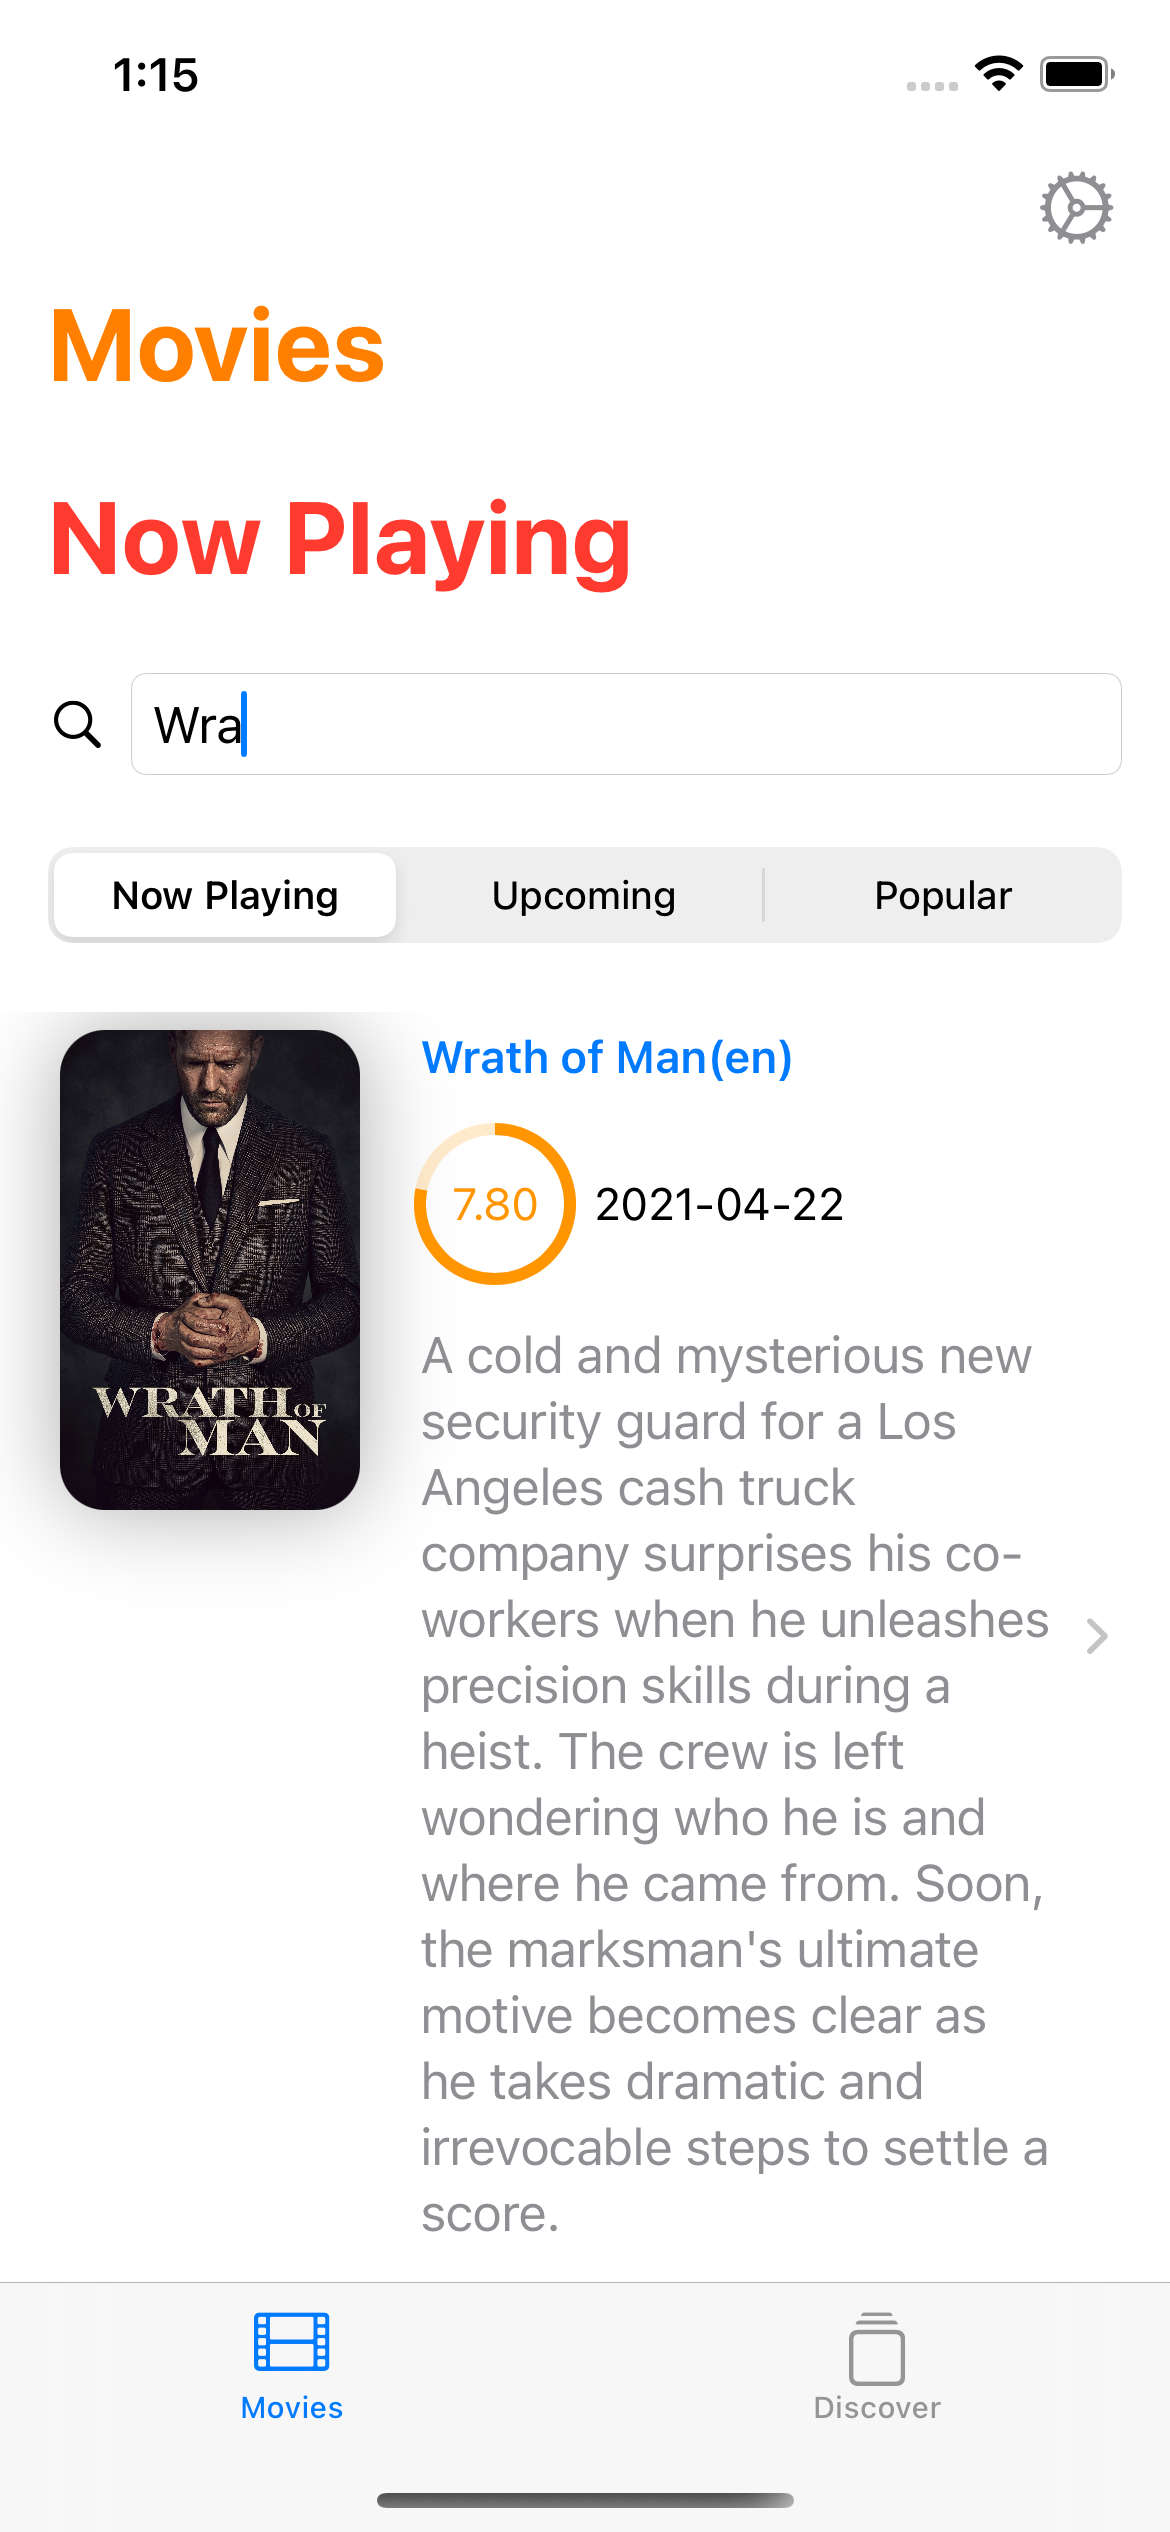 1:15
Movies
Now Playing
Wra
Now Playing
Upcoming
Popular
WRATH OF
MAN
Wrath of Man(en)
7.80
2021-04-22
A cold and mysterious new
security guard for a Los
Angeles cash truck
company surprises his co-
workers when he unleashes
precision skills during a
heist. The crew is left
wondering who he is and
where he came from. Soon,
the marksman's ultimate
motive becomes clear as
he takes dramatic and
irrevocable steps to settle a
score.
Movies
Discover